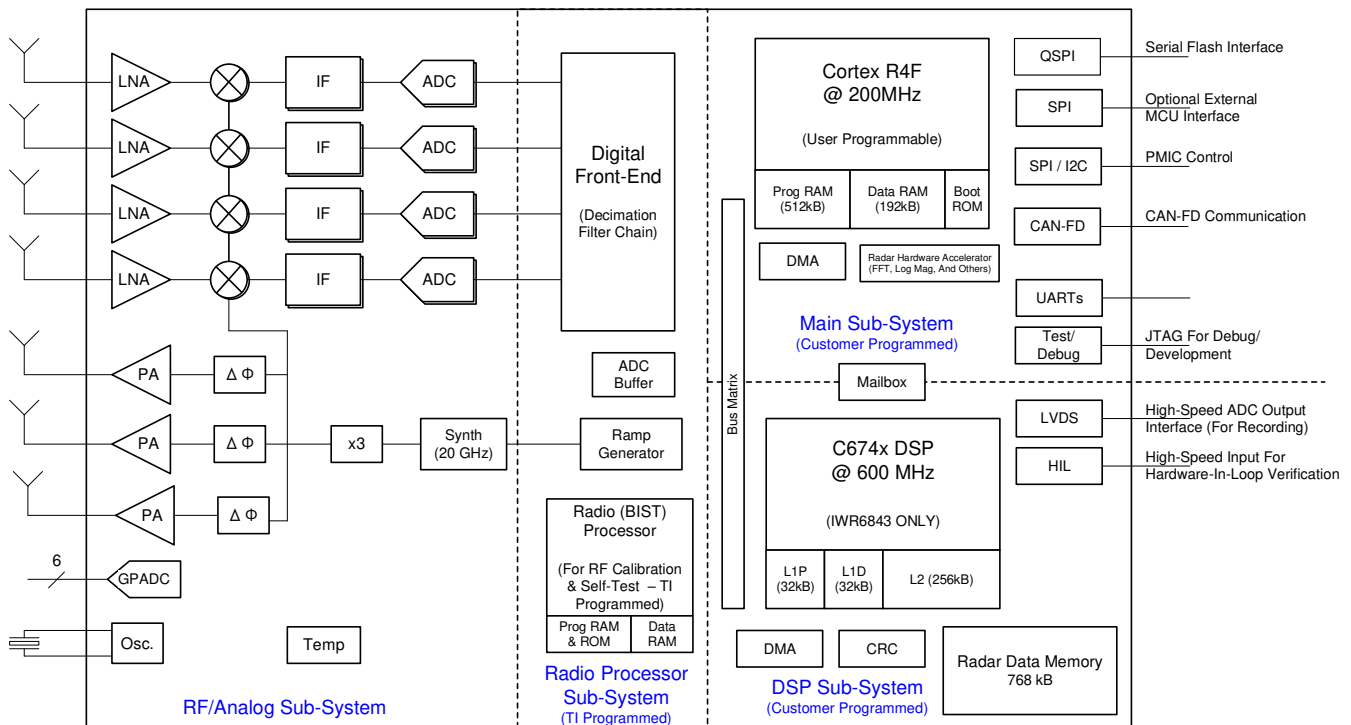 LNA
IF
ADC
LNA
IF
ADC
LNA
IF
ADC
LNA
IF
ADC
PA
Δ Φ
PA
Δ Φ
x3
Synth
(20 GHz)
PA
Δ Φ
6
GPADC
Osc.
Temp
RF/Analog Sub-System
Digital
Front-End
(Decimation
Filter Chain)
ADC
Buffer
Ramp
Generator
Radio (BIST)
Processor
(For RF Calibration
& Self-Test – TI
Programmed)
Prog RAM
& ROM
Data
RAM
Radio Processor
Sub-System
(TI Programmed)
Bus Matrix
Cortex R4F
@ 200MHz
(User Programmable)
Prog RAM
(512kB)
Data RAM
(192kB)
Boot
ROM
DMA
Radar Hardware Accelerator
(FFT, Log Mag, And Others)
Main Sub-System
(Customer Programmed)
Mailbox
C674x DSP
@ 600 MHz
(IWR6843 ONLY)
L1P
(32kB)
L1D
(32kB)
L2 (256kB)
DMA
CRC
DSP Sub-System
(Customer Programmed)
Radar Data Memory
768 kB
QSPI
Serial Flash Interface
SPI
Optional External
MCU Interface
SPI / I2C
PMIC Control
CAN-FD
CAN-FD Communication
UARTs
Test/
Debug
JTAG For Debug/
Development
LVDS
High-Speed ADC Output
Interface (For Recording)
HIL
High-Speed Input For
Hardware-In-Loop Verification